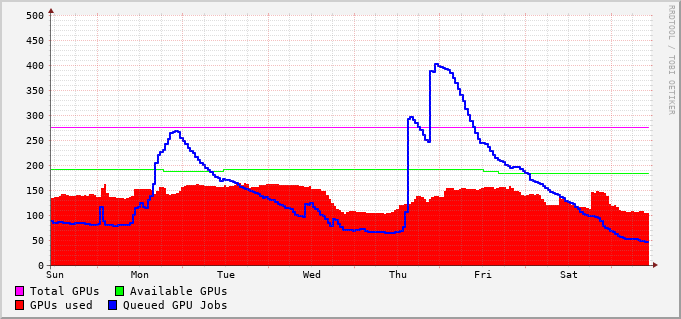 500
450
400
350
300
250
200
150
100
50
0
Sun Mon Tue Wed Thu Fri Sat
Total GPUs Available GPUs
GPUs used Queued GPU Jobs
RRDTOOL / TOBI OETIKER